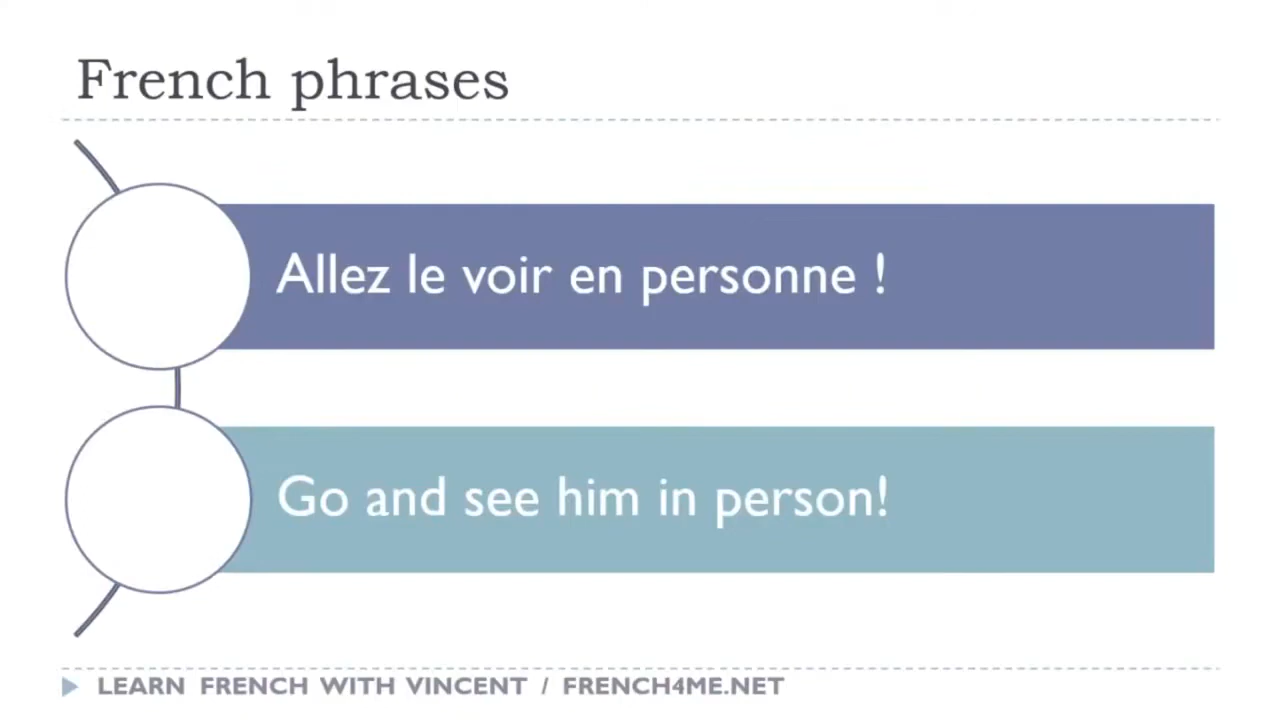 French phrases
Allez le voir en personne !
Go and see him in person!
LEARN FRENCH WITH VINCENT / FRENCH4ME.NET